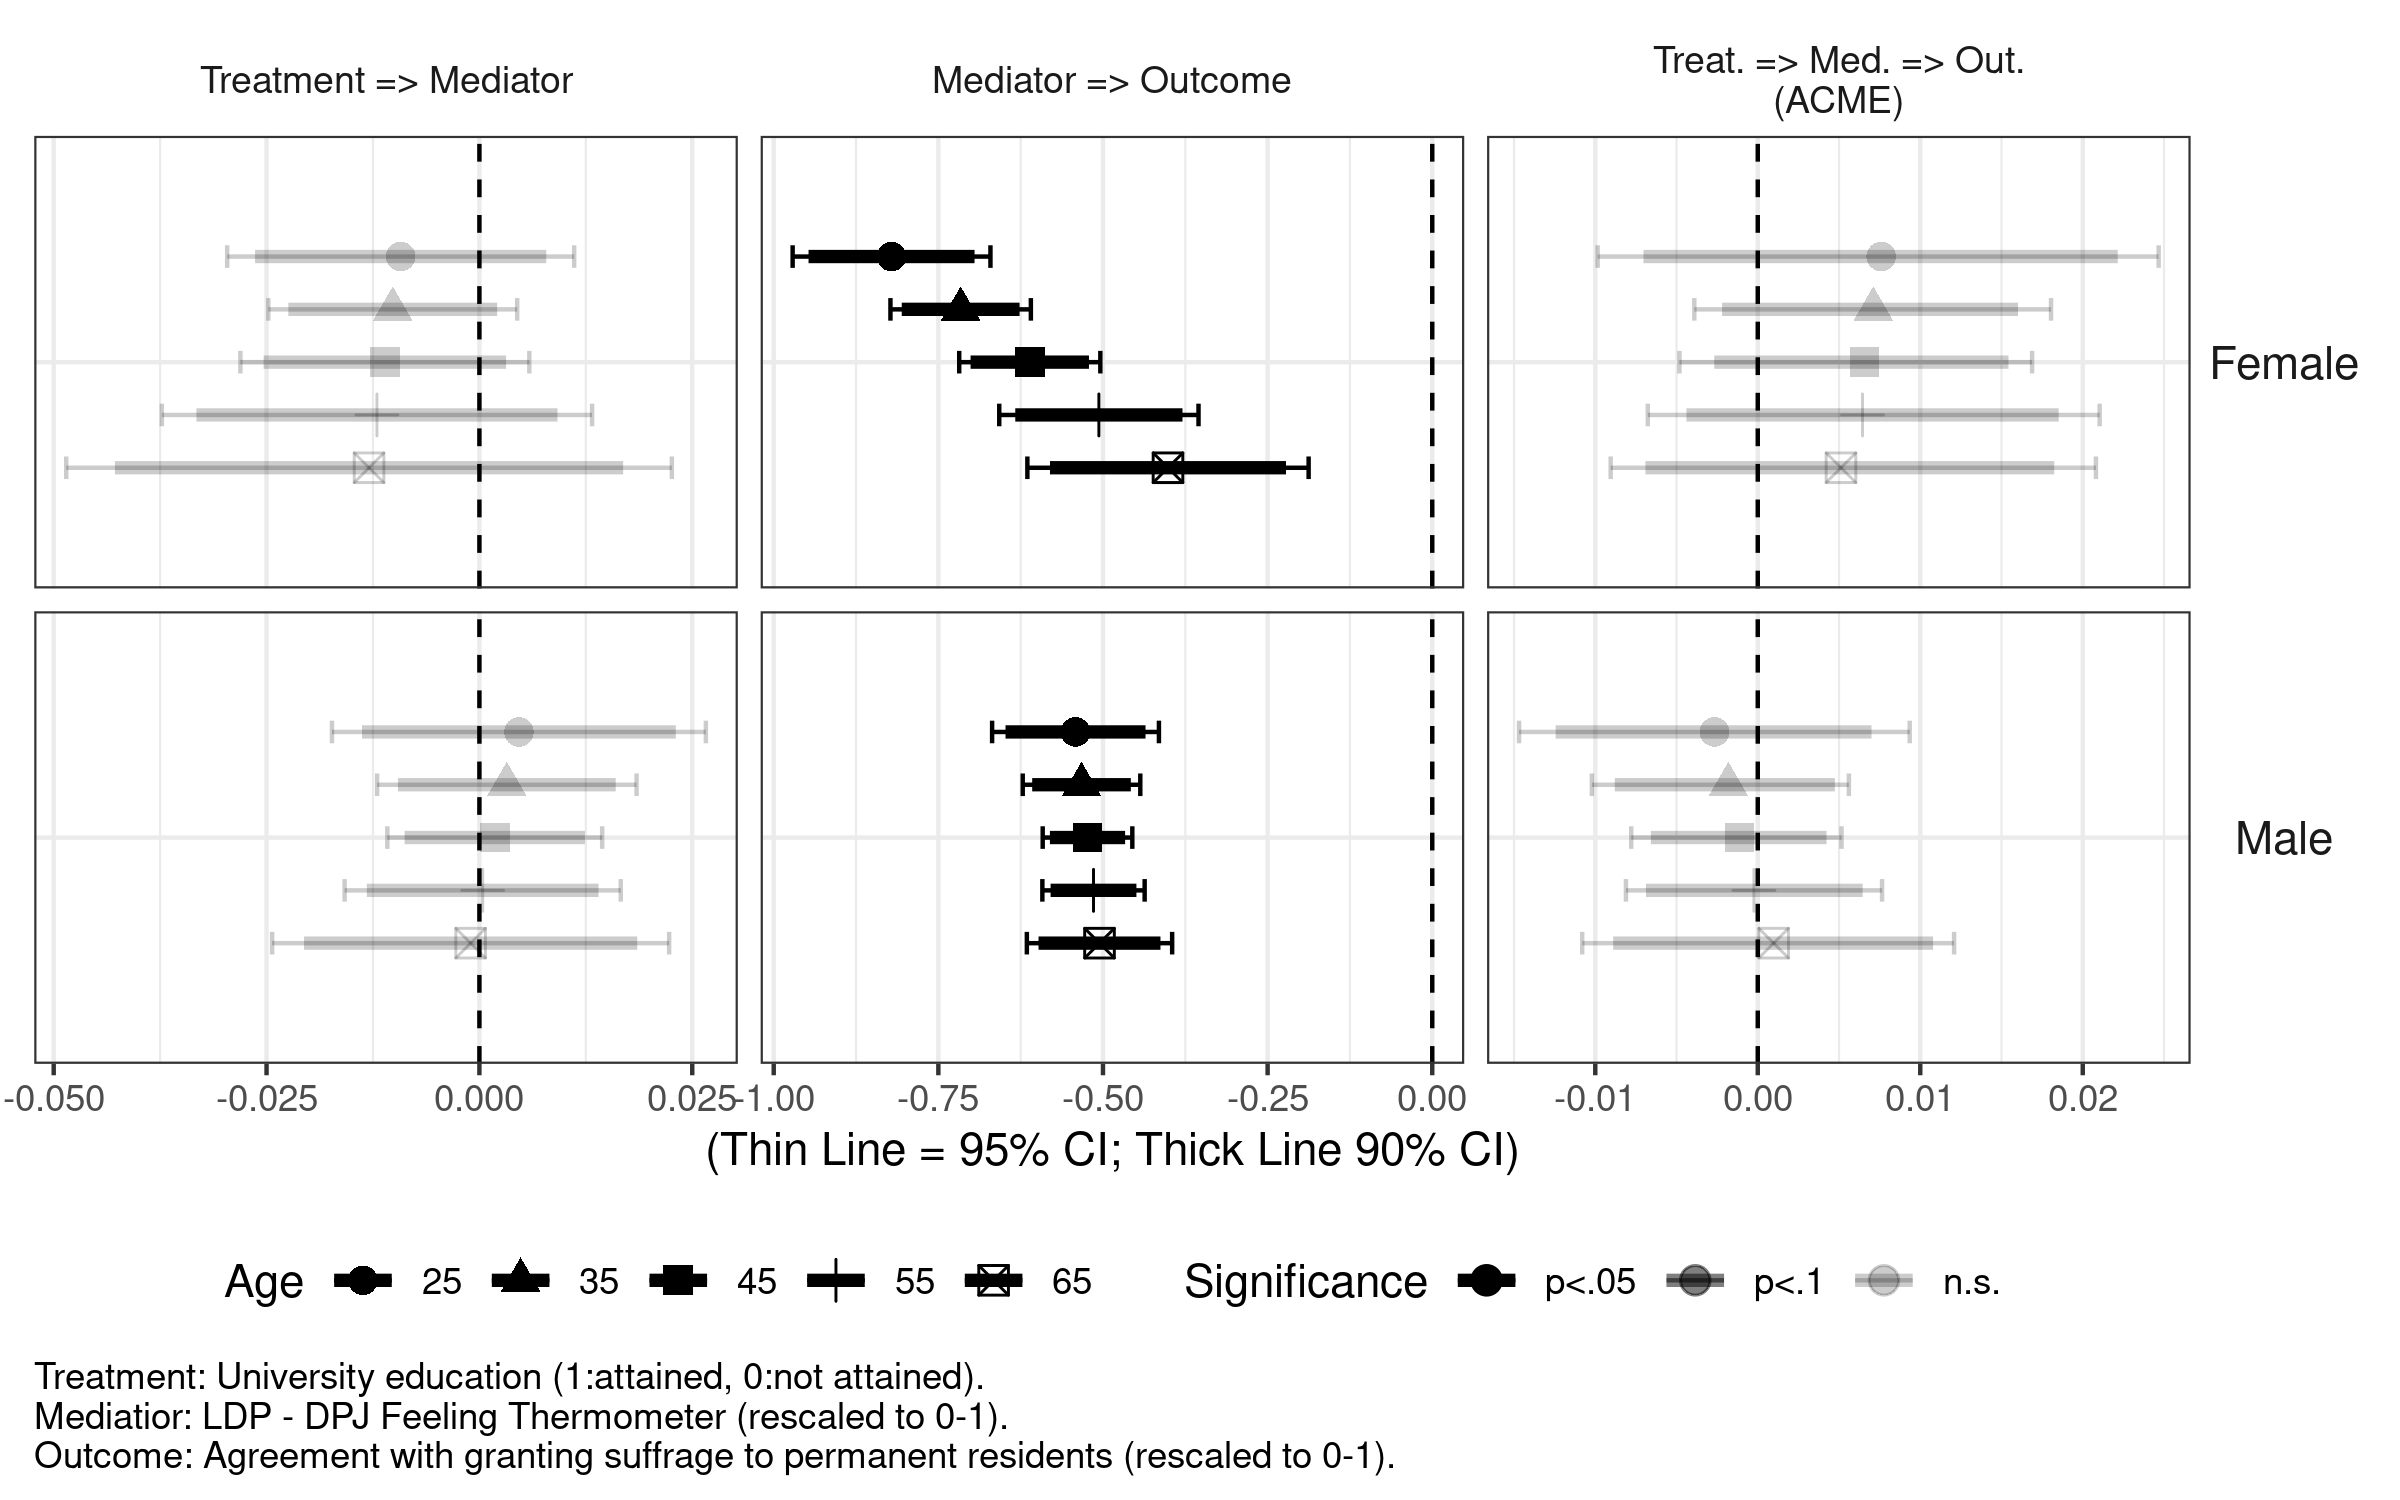 Treatment => Mediator
Mediator => Outcome
Treat. => Med. => Out.
(ACME)
Female
Male
-0.050 -0.025 0.000 0.025
-1.00 -0.75 -0.50 -0.25 0.00
-0.01 0.00 0.01 0.02
(Thin Line = 95% CI; Thick Line 90% CI)
Age 25 35 45 55 65
Significance p<.05 p<.1 n.s.
Treatment: University education (1:attained, 0:not attained).
Mediatior: LDP - DPJ Feeling Thermometer (rescaled to 0-1).
Outcome: Agreement with granting suffrage to permanent residents (rescaled to 0-1).